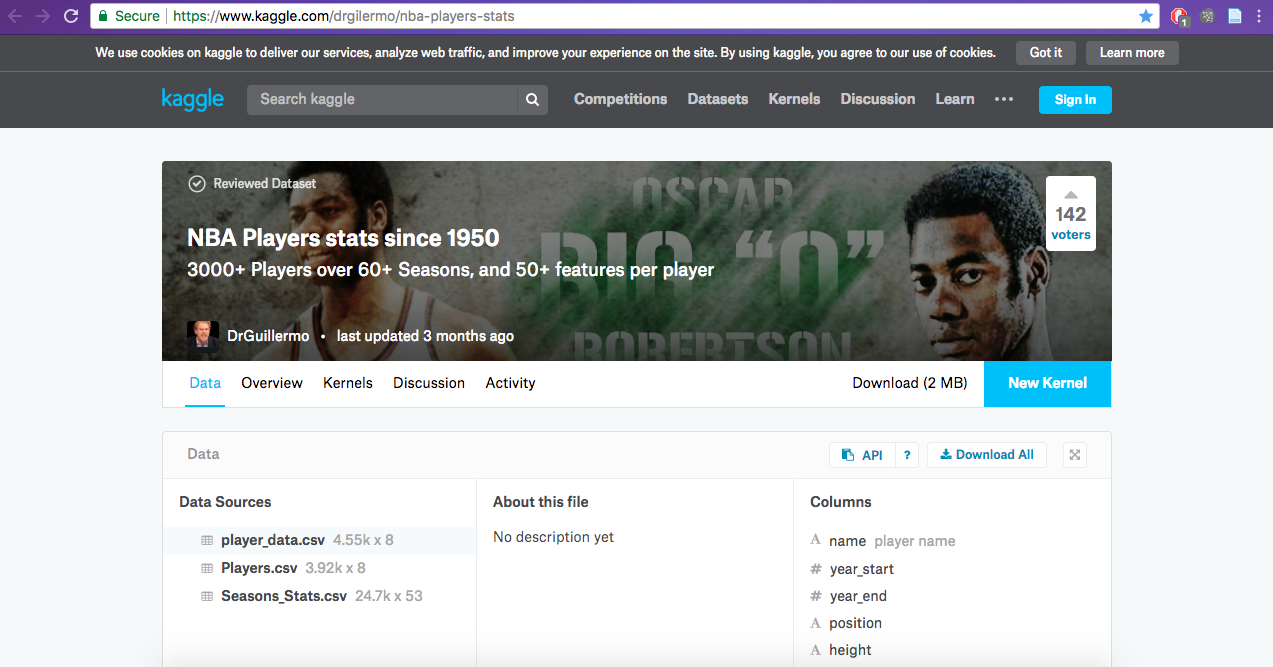 Secure https://www.kaggle.com/drgilermo/nba-players-stats
1
We use cookies on kaggle to deliver our services, analyze web traffic, and improve your experience on the site. By using kaggle, you agree to our use of cookies. Got it Learn more
kaggle Search kaggle Competitions Datasets Kernels Discussion Learn ••• Sign In
Reviewed Dataset
OSCAR
BIG "O"
ROBERTSON
142
voters
NBA Players stats since 1950
3000+ Players over 60+ Seasons, and 50+ features per player
DrGuillermo • last updated 3 months ago
Data Overview Kernels Discussion Activity Download (2 MB) New Kernel
Data API ? Download All
Data Sources
player_data.csv 4.55k x 8
Players.csv 3.92k x 8
Seasons_Stats.csv 24.7k x 53
About this file
No description yet
Columns
A name player name
# year_start
# year_end
A position
A height